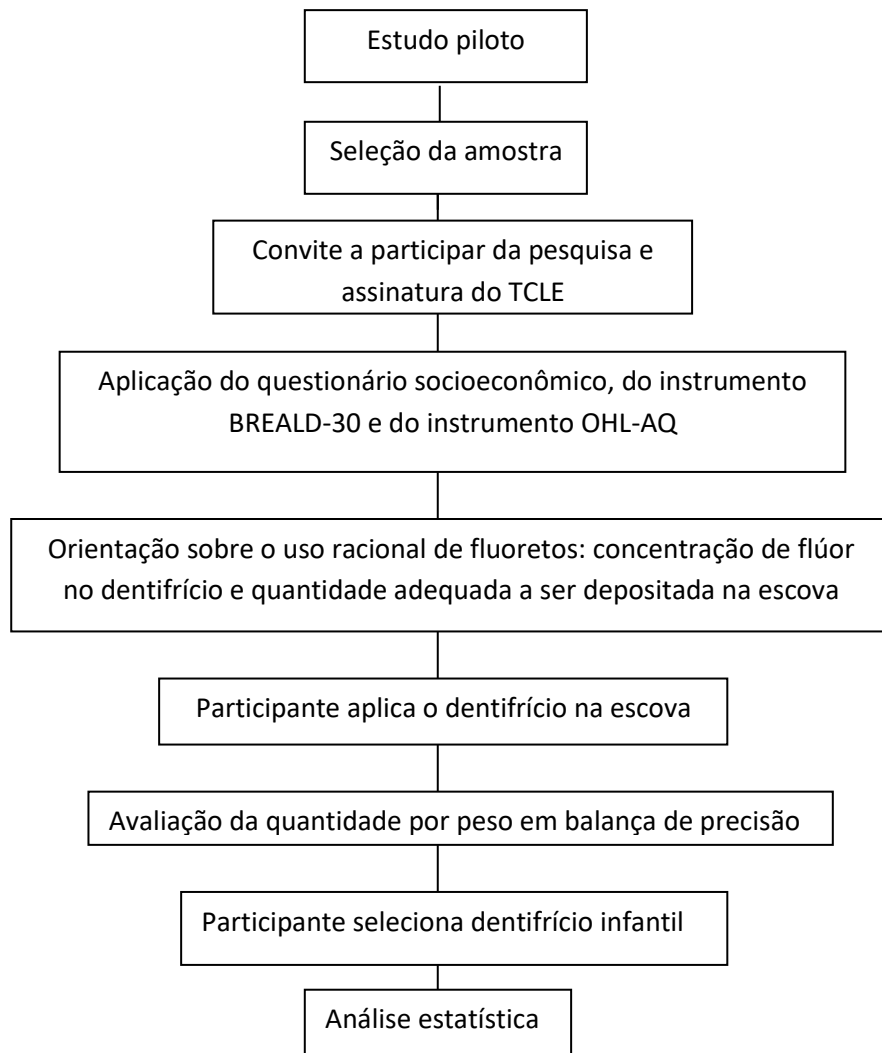 Estudo piloto
Seleção da amostra
Convite a participar da pesquisa e
assinatura do TCLE
Aplicação do questionário socioeconômico, do instrumento
BREALD-30 e do instrumento OHL-AQ
Orientação sobre o uso racional de fluoretos: concentração de flúor
no dentifrício e quantidade adequada a ser depositada na escova
Participante aplica o dentifrício na escova
Avaliação da quantidade por peso em balança de precisão
Participante seleciona dentifrício infantil
Análise estatística